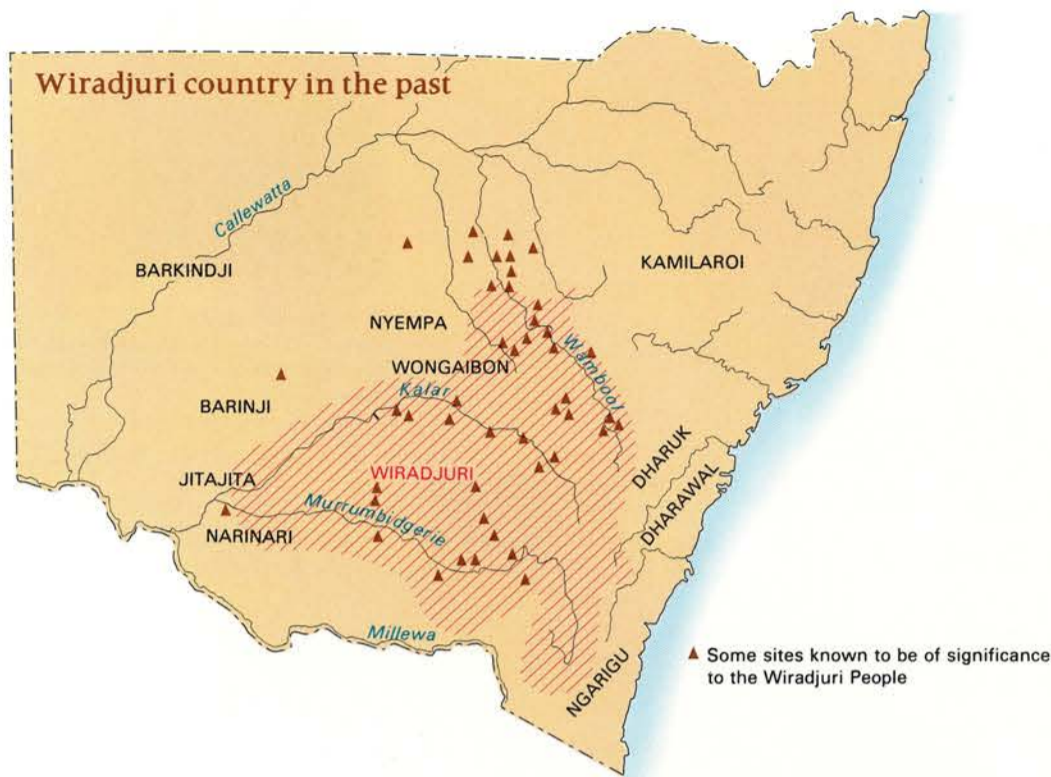 Wiradjuri country in the past
Callewatta
BARKINDJI
KAMILAROI
NYEMPA
WONGAIBON
Wambool
Kalar
BARINJI
DHARUK
WIRADJURI
JITAJITA
DHARAWAL
Murrumbidgerie
NARINARI
Millewa
NGARIGU
Some sites known to be of significance
to the Wiradjuri People